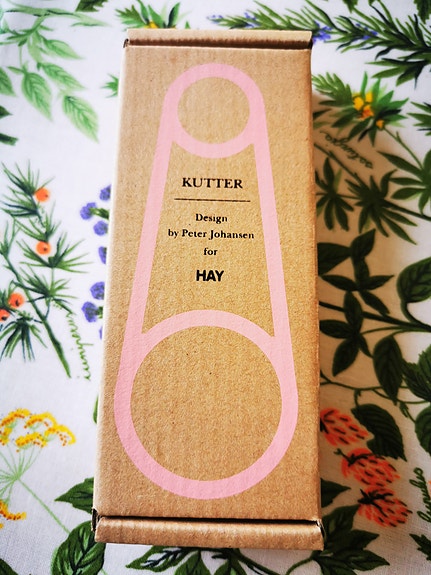 KUTTER
Design
by Peter Johansen
for
HAY